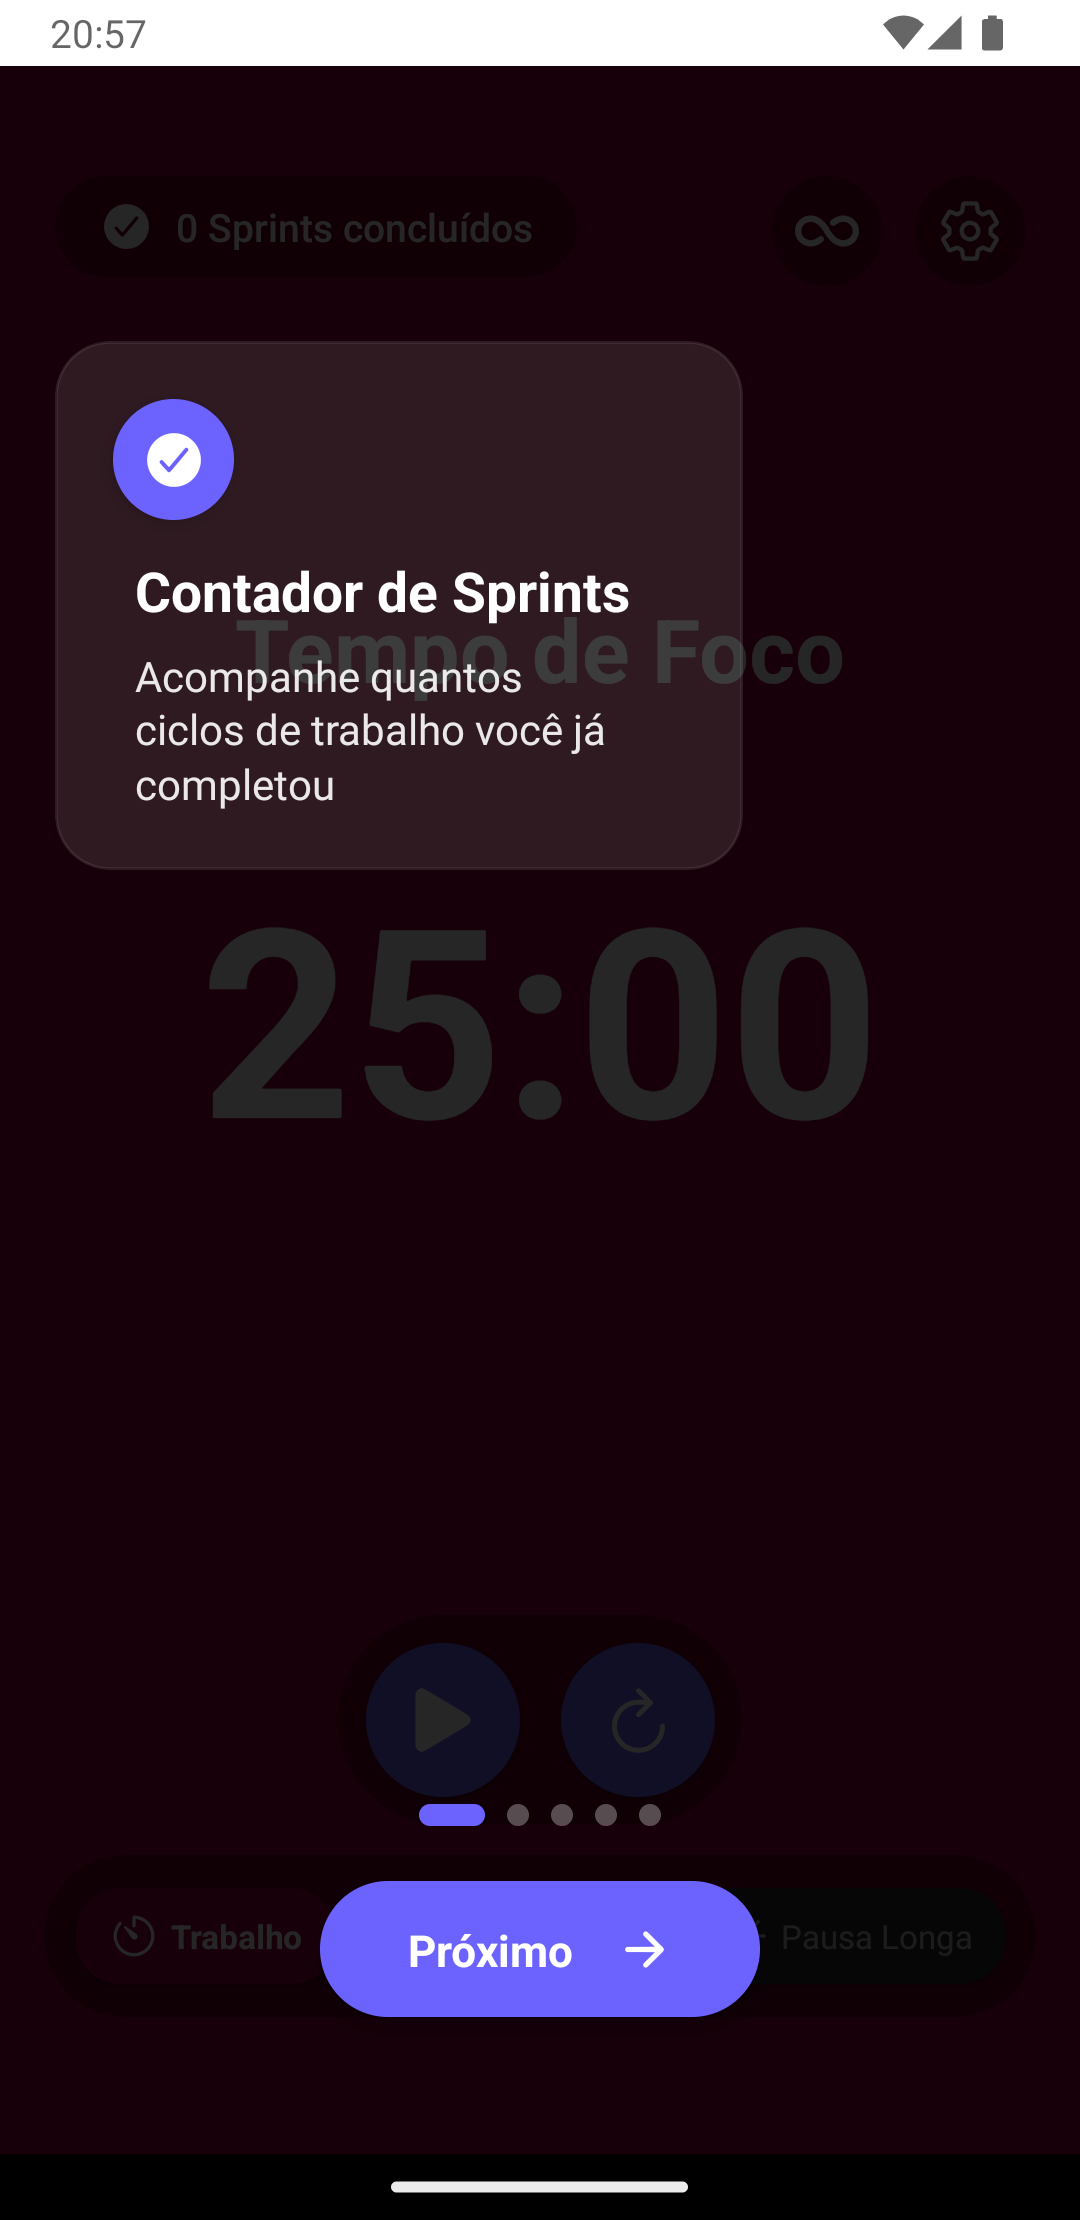 20:57
0 Sprints concluídos
Contador de Sprints
Tempo de Foco
Acompanhe quantos
ciclos de trabalho você já
completou
25:00
Trabalho
Próximo
Pausa Longa